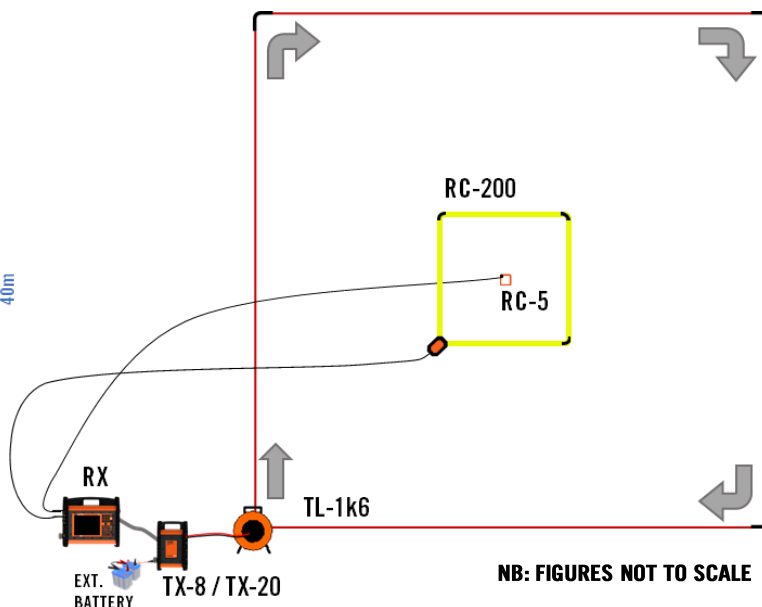 RC-200
40m
RC-5
RX
TL-1k6
EXT.
BATTERY
TX-8 / TX-20
NB: FIGURES NOT TO SCALE